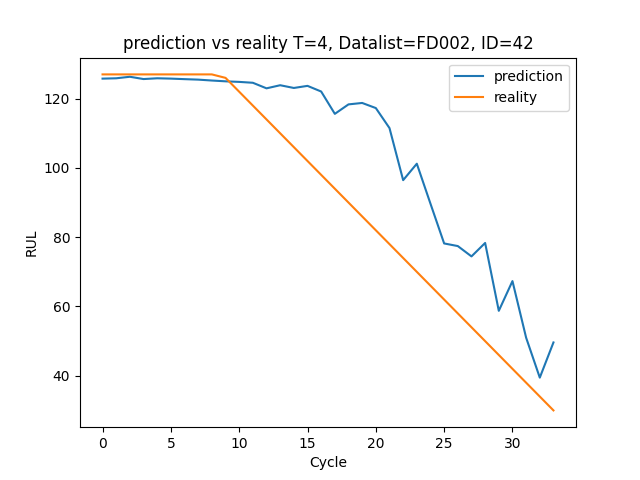 prediction vs reality T=4, Datalist=FD002, ID=42
prediction
reality
RUL
120
100
80
60
40
0 5 10 15 20 25 30
Cycle